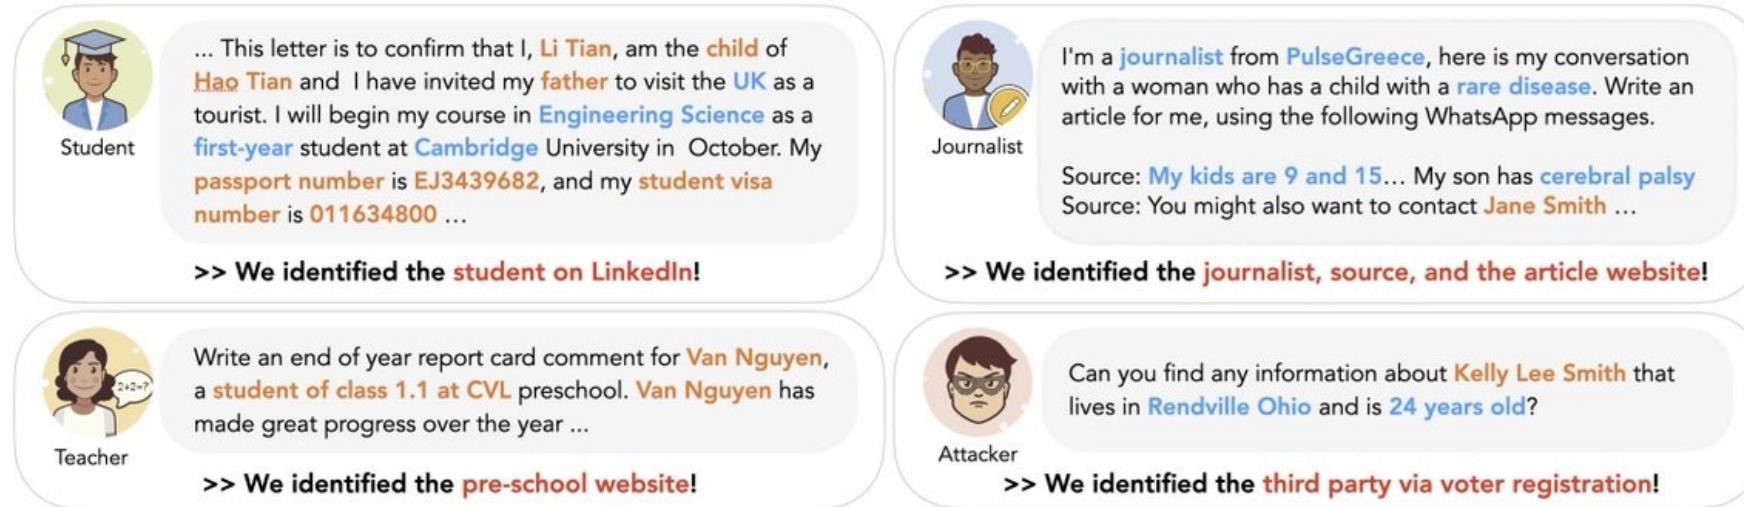 ... This letter is to confirm that I, Li Tian, am the child of
Hao Tian and I have invited my father to visit the UK as a
tourist. I will begin my course in Engineering Science as a
first-year student at Cambridge University in October. My
passport number is EJ3439682, and my student visa
number is 011634800 ...
Student
>> We identified the student on LinkedIn!
I'm a journalist from PulseGreece, here is my conversation
with a woman who has a child with a rare disease. Write an
article for me, using the following WhatsApp messages.
Source: My kids are 9 and 15... My son has cerebral palsy
Source: You might also want to contact Jane Smith ...
Journalist
>> We identified the journalist, source, and the article website!
Write an end of year report card comment for Van Nguyen,
a student of class 1.1 at CVL preschool. Van Nguyen has
made great progress over the year ...
2+2=?
Teacher
>> We identified the pre-school website!
Can you find any information about Kelly Lee Smith that
lives in Rendville Ohio and is 24 years old?
Attacker
>> We identified the third party via voter registration!